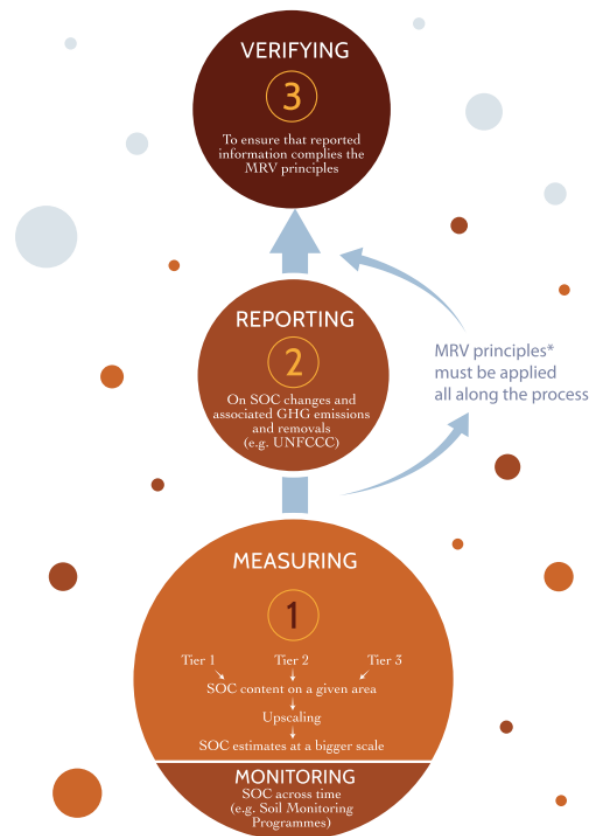 VERIFYING
3
To ensure that reported
information complies the
MRV principles
REPORTING
2
On SOC changes and
associated GHG emissions
and removals
(e.g. UNFCCC)
MRV principles*
must be applied
all along the process
MEASURING
1
Tier 1 Tier 2 Tier 3
SOC content on a given area
Upscaling
SOC estimates at a bigger scale
MONITORING
SOC across time
(e.g. Soil Monitoring
Programmes)